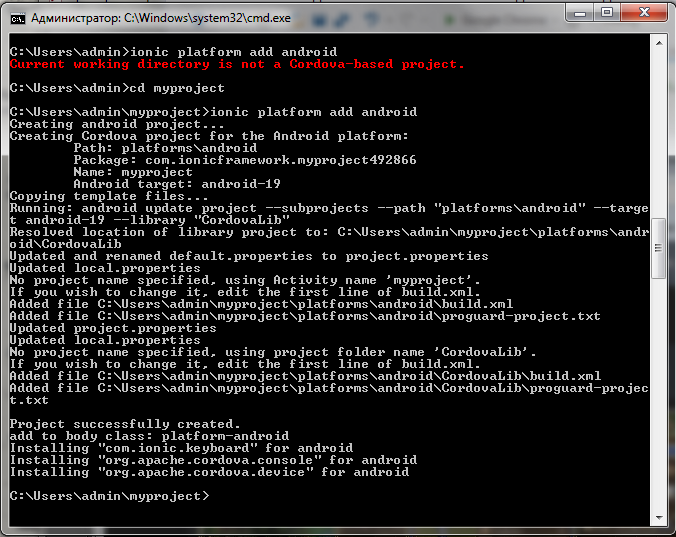 Администратор: C:\Windows\system32\cmd.exe
C:\Users\admin>ionic platform add android
Current working directory is not a Cordova-based project.
C:\Users\admin>cd myproject
C:\Users\admin\myproject>ionic platform add android
Creating android project...
Creating Cordova project for the Android platform:
Path: platforms\android
Package: com.ionicframework.myproject492866
Name: myproject
Android target: android-19
Copying template files...
Running: android update project --subprojects --path "platforms\android" --targe
t android-19 --library "CordovaLib"
Resolved location of library project to: C:\Users\admin\myproject\platforms\andr
oid\CordovaLib
Updated and renamed default.properties to project.properties
Updated local.properties
No project name specified, using Activity name 'myproject'.
If you wish to change it, edit the first line of build.xml.
Added file C:\Users\admin\myproject\platforms\android\build.xml
Added file C:\Users\admin\myproject\platforms\android\proguard-project.txt
Updated project.properties
Updated local.properties
No project name specified, using project folder name 'CordovaLib'.
If you wish to change it, edit the first line of build.xml.
Added file C:\Users\admin\myproject\platforms\android\CordovaLib\build.xml
Added file C:\Users\admin\myproject\platforms\android\CordovaLib\proguard-projec
t.txt
Project successfully created.
add to body class: platform-android
Installing "com.ionic.keyboard" for android
Installing "org.apache.cordova.console" for android
Installing "org.apache.cordova.device" for android
C:\Users\admin\myproject>